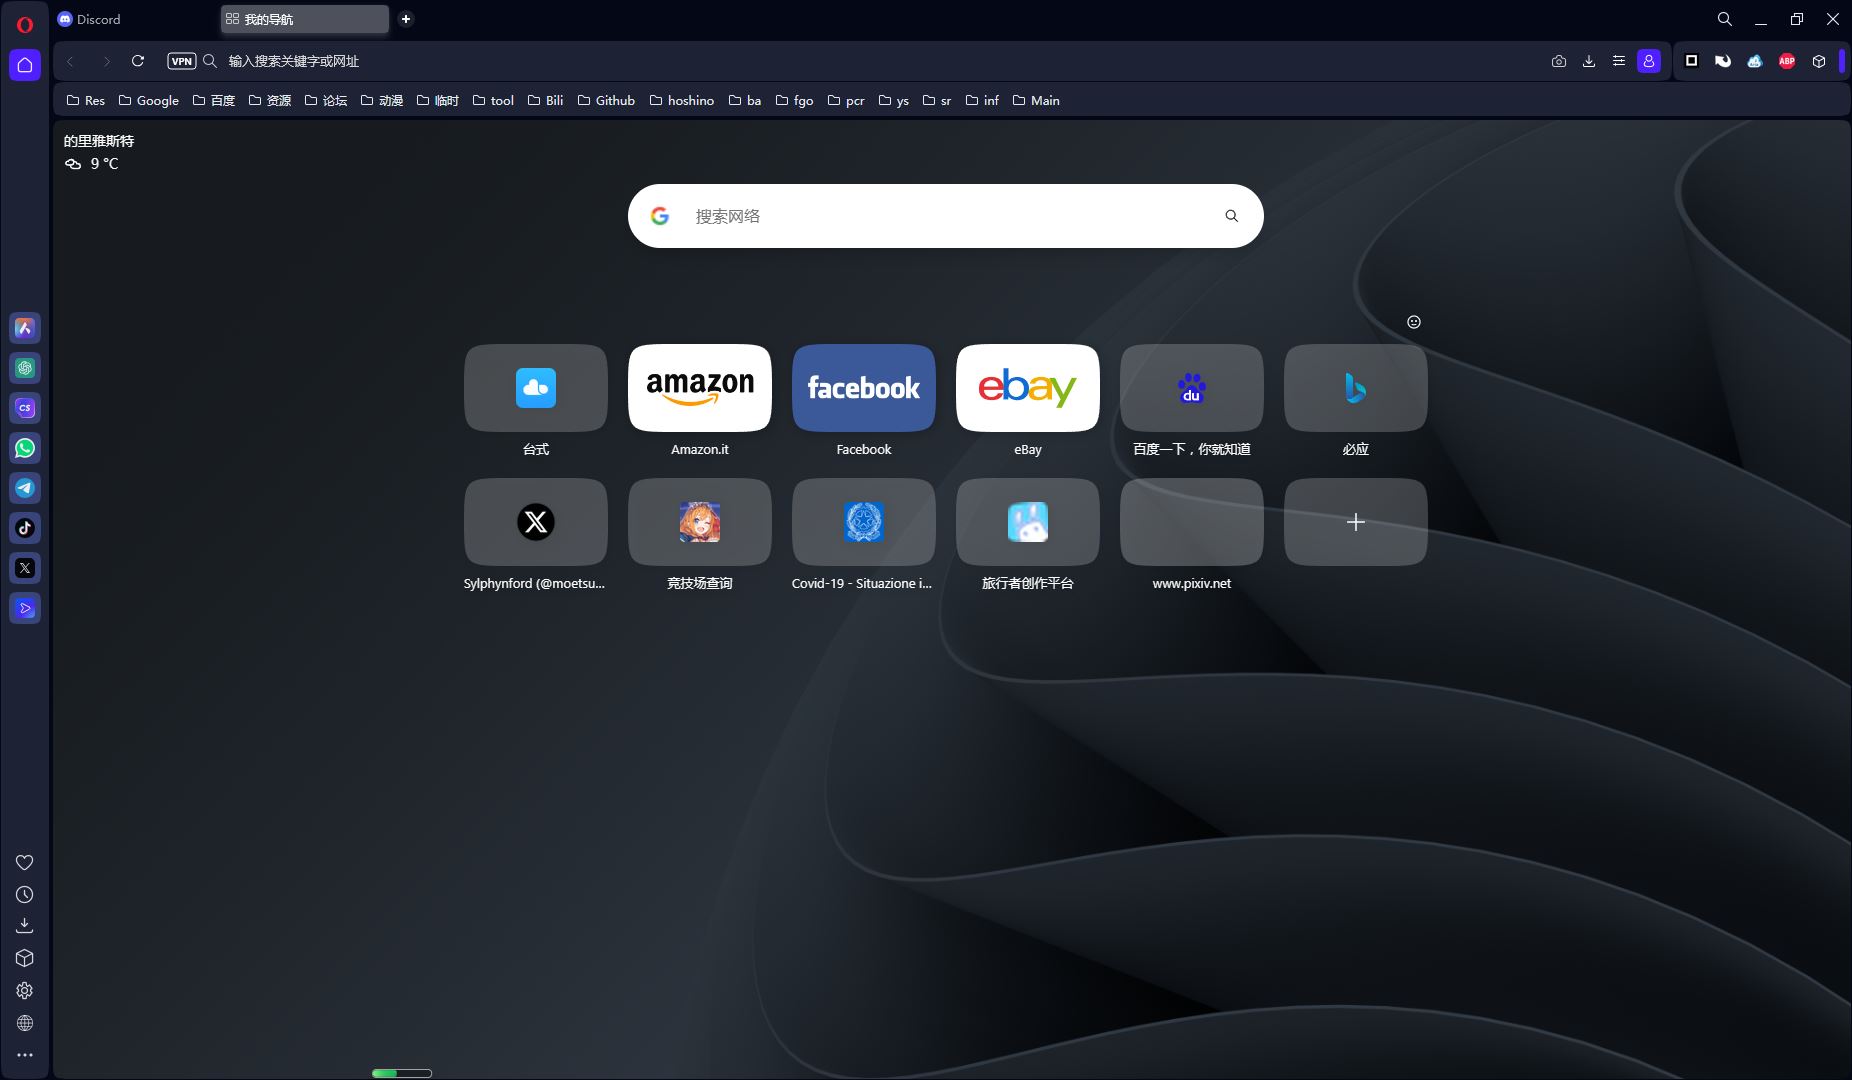 Discord
我的导航
VPN
输入搜索关键字或网址
ABP
Res Google 百度 资源 论坛 动漫 临时 tool Bili Github hoshino ba fgo pcr ys sr inf Main
的里雅斯特
9 °C
搜索网络
CS
amazon facebook ebay du
台式 Amazon.it Facebook eBay 百度一下，你就知道 必应
Sylphynford (@moetsu... 竞技场查询 Covid-19 - Situazione i... 旅行者创作平台 www.pixiv.net